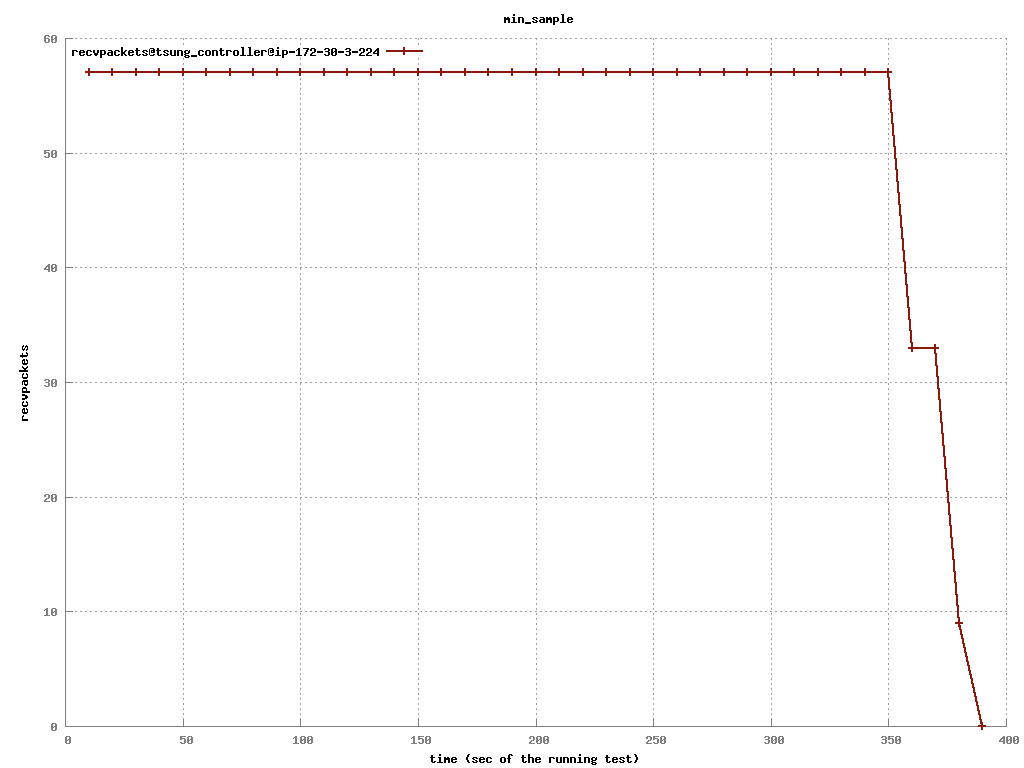 min_sample
60
recvpackets@tsung_controller@ip-172-30-3-224
50
40
recvpackets
30
20
10
0
0 50 100 150 200 250 300 350 400
time (sec of the running test)